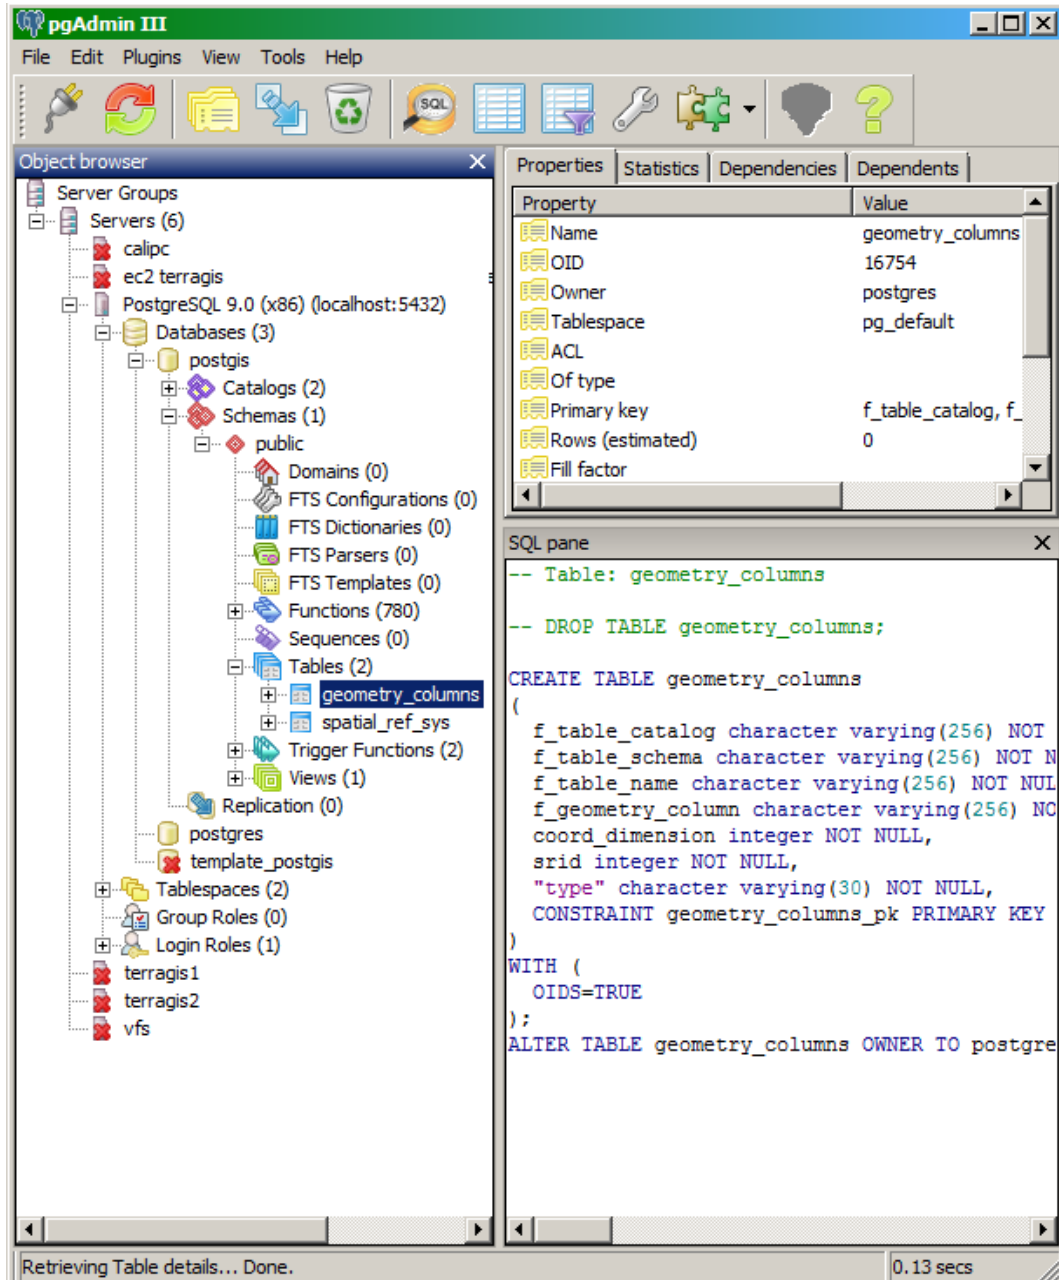 pgAdmin III
File Edit Plugins View Tools Help
SQL
Object browser
Server Groups
Servers (6)
calipc
ec2 terragis
PostgreSQL 9.0 (x86) (localhost:5432)
Databases (3)
postgis
Catalogs (2)
Schemas (1)
public
Domains (0)
FTS Configurations (0)
FTS Dictionaries (0)
FTS Parsers (0)
FTS Templates (0)
Functions (780)
Sequences (0)
Tables (2)
geometry_columns
spatial_ref_sys
Trigger Functions (2)
Views (1)
Replication (0)
postgres
template_postgis
Tablespaces (2)
Group Roles (0)
Login Roles (1)
terragis1
terragis2
vfs
Properties Statistics Dependencies Dependents
Property Value
Name geometry_columns
OID 16754
Owner postgres
Tablespace pg_default
ACL
Of type
Primary key f_table_catalog, f_
Rows (estimated) 0
Fill factor
SQL pane
-- Table: geometry_columns
-- DROP TABLE geometry_columns;
CREATE TABLE geometry_columns
(
f_table_catalog character varying(256) NOT
f_table_schema character varying(256) NOT N
f_table_name character varying(256) NOT NUL
f_geometry_column character varying(256) NO
coord_dimension integer NOT NULL,
srid integer NOT NULL,
"type" character varying(30) NOT NULL,
CONSTRAINT geometry_columns_pk PRIMARY KEY
)
WITH (
OIDS=TRUE
);
ALTER TABLE geometry_columns OWNER TO postgre
Retrieving Table details... Done.
0.13 secs